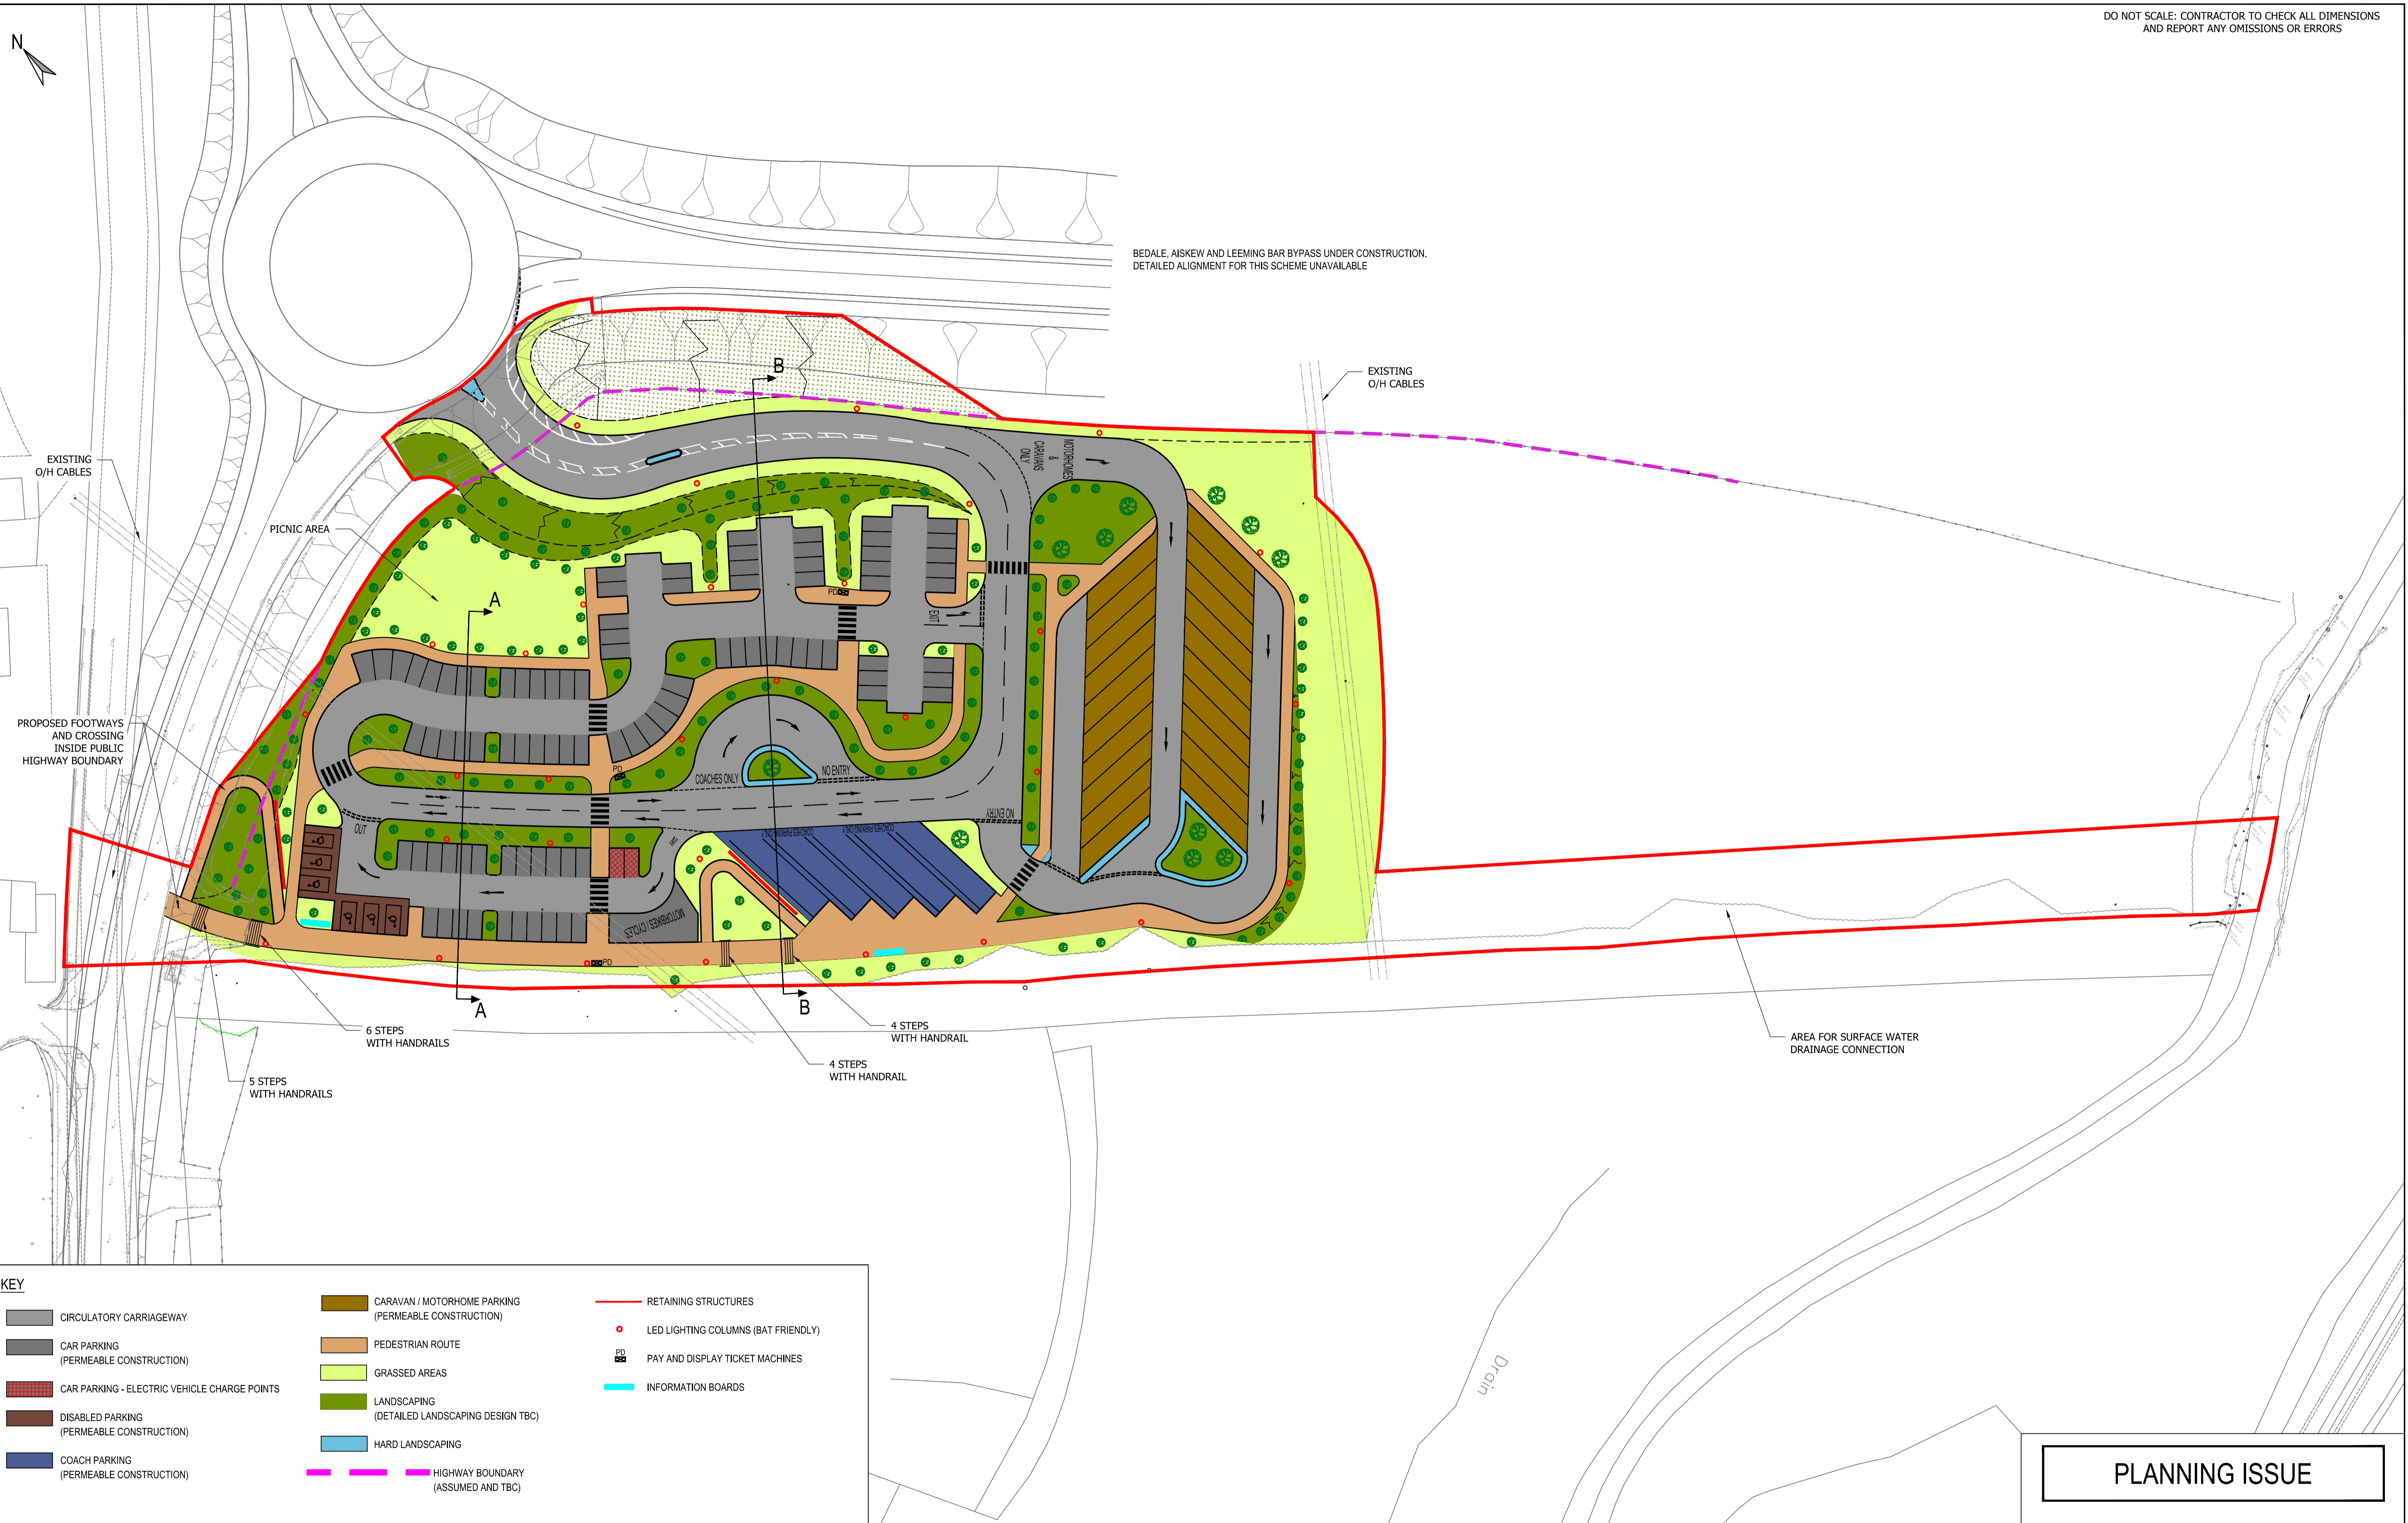 DO NOT SCALE: CONTRACTOR TO CHECK ALL DIMENSIONS
AND REPORT ANY OMISSIONS OR ERRORS
N
BEDALE, AISKEW AND LEEMING BAR BYPASS UNDER CONSTRUCTION.
DETAILED ALIGNMENT FOR THIS SCHEME UNAVAILABLE
B
EXISTING
O/H CABLES
MOTORHOMES
&
CARAVANS
ONLY
EXISTING
O/H CABLES
PICNIC AREA
A
PD
EXIT
PROPOSED FOOTWAYS
AND CROSSING
INSIDE PUBLIC
HIGHWAY BOUNDARY
PD
COACHES ONLY
NO ENTRY
NO ENTRY
OUT
IN
COACHES PARKING ONLY
COACHES PARKING ONLY
MOTORBIKES / CYCLES
PD
A
B
6 STEPS
WITH HANDRAILS
4 STEPS
WITH HANDRAIL
4 STEPS
WITH HANDRAIL
5 STEPS
WITH HANDRAILS
AREA FOR SURFACE WATER
DRAINAGE CONNECTION
Drain
KEY
CIRCULATORY CARRIAGEWAY
CAR PARKING
(PERMEABLE CONSTRUCTION)
CAR PARKING - ELECTRIC VEHICLE CHARGE POINTS
DISABLED PARKING
(PERMEABLE CONSTRUCTION)
COACH PARKING
(PERMEABLE CONSTRUCTION)
CARAVAN / MOTORHOME PARKING
(PERMEABLE CONSTRUCTION)
PEDESTRIAN ROUTE
GRASSED AREAS
LANDSCAPING
(DETAILED LANDSCAPING DESIGN TBC)
HARD LANDSCAPING
HIGHWAY BOUNDARY
(ASSUMED AND TBC)
RETAINING STRUCTURES
LED LIGHTING COLUMNS (BAT FRIENDLY)
PD
PAY AND DISPLAY TICKET MACHINES
INFORMATION BOARDS
PLANNING ISSUE